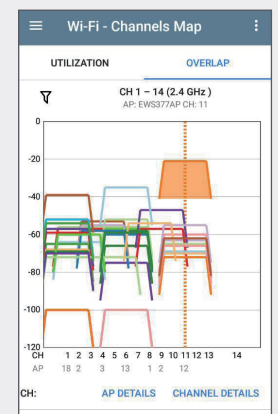 Wi-Fi - Channels Map
UTILIZATION OVERLAP
CH 1 – 14 (2.4 GHz )
AP: EWS377AP CH: 11
0
-20
-40
-60
-80
-100
-120
CH 1 2 3 4 5 6 7 8 9 10 11 12 13 14
AP 18 2 3 13 1 2 12
CH: AP DETAILS CHANNEL DETAILS